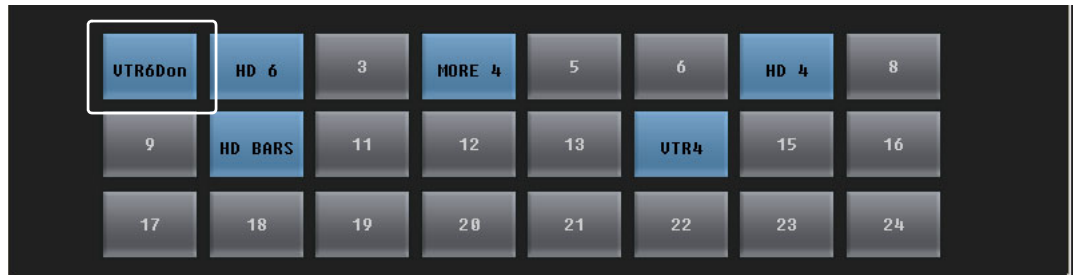 VTR6Don HD 6 3 MORE 4 5 6 HD 4 8
9 HD BARS 11 12 13 VTR4 15 16
17 18 19 20 21 22 23 24